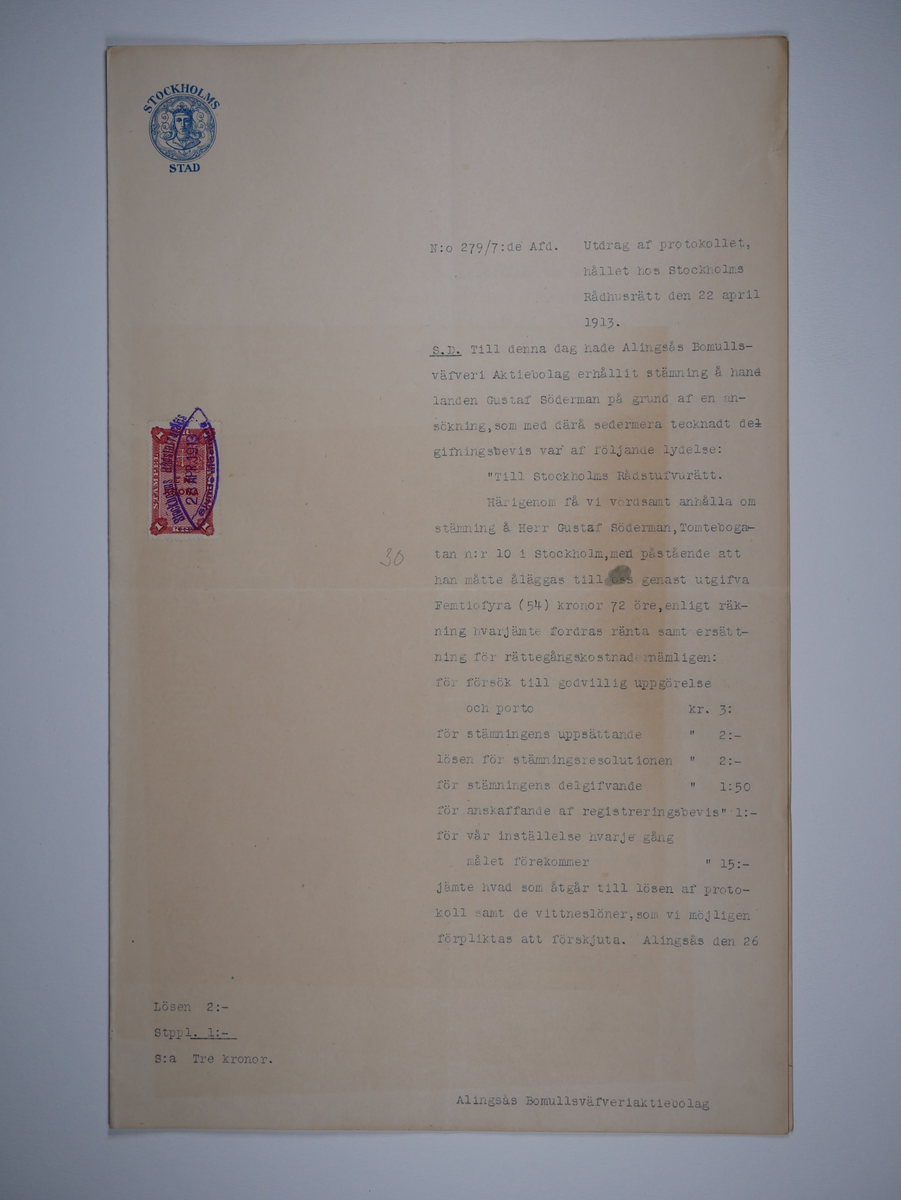 STOCKHOLMS
STAD
N:o 279/7:de Afd.
Utdrag af protokollet,
hållet hos Stockholms
Rådhusrätt den 22 april
1913.
S.D. Till denna dag hade Alingsås Bomulls-
väfveri Aktiebolag erhållit stämning å hand
landen Gustaf Söderman på grund af en an-
sökning,som med därå sedermera tecknadt del
gifningsbevis var af följande lydelse:
"Till Stockholms Rådstufvurätt.
Härigenom få vi vördsamt anhålla om
stämning å Herr Gustaf Söderman,Tomteboga-
tan n:r 10 i Stockholm,med påstående att
han måtte åläggas till oss genast utgifva
Femtiofyra (54) kronor 72 öre,enligt räk-
ning hvarjämte fordras ränta samt ersätt-
ning för rättegångskostnader nämligen:
för försök till godvillig uppgörelse
och porto kr. 3:
för stämningens uppsättande " 2:-
lösen för stämningsresolutionen " 2:-
för stämningens delgifvande " 1:50
för anskaffande af registreringsbevis" 1:-
för vår inställelse hvarje gång
målet förekommer " 15:-
jämte hvad som åtgår till lösen af proto-
koll samt de vittneslöner,som vi möjligen
förpliktas att förskjuta. Alingsås den 26
30
Stockholms Rådstufvurätts
23 APR.1913
Lösen 2:-
Stppl. 1:-
S:a Tre kronor.
Alingsås Bomullsväfveriaktiebolag